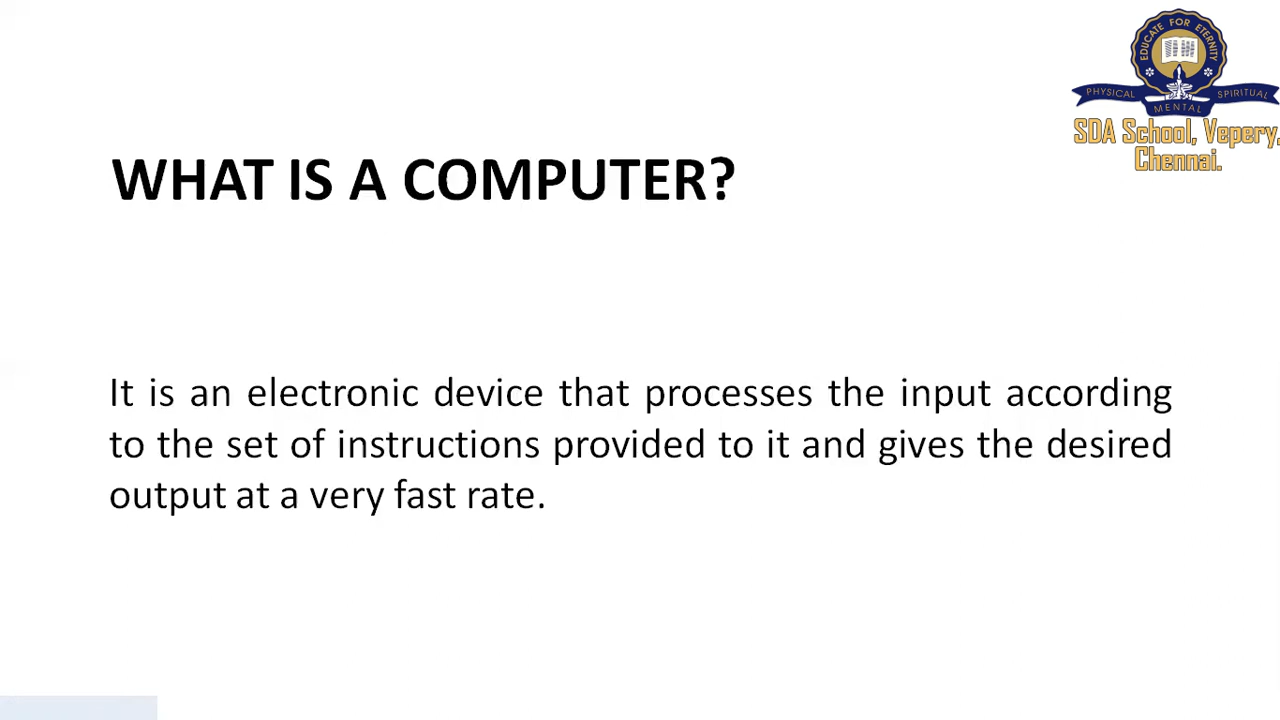 EDUCATE FOR ETERNITY
PHYSICAL
MENTAL
SPIRITUAL
SDA School, Vepery.
Chennai.
WHAT IS A COMPUTER?
It is an electronic device that processes the input according
to the set of instructions provided to it and gives the desired
output at a very fast rate.